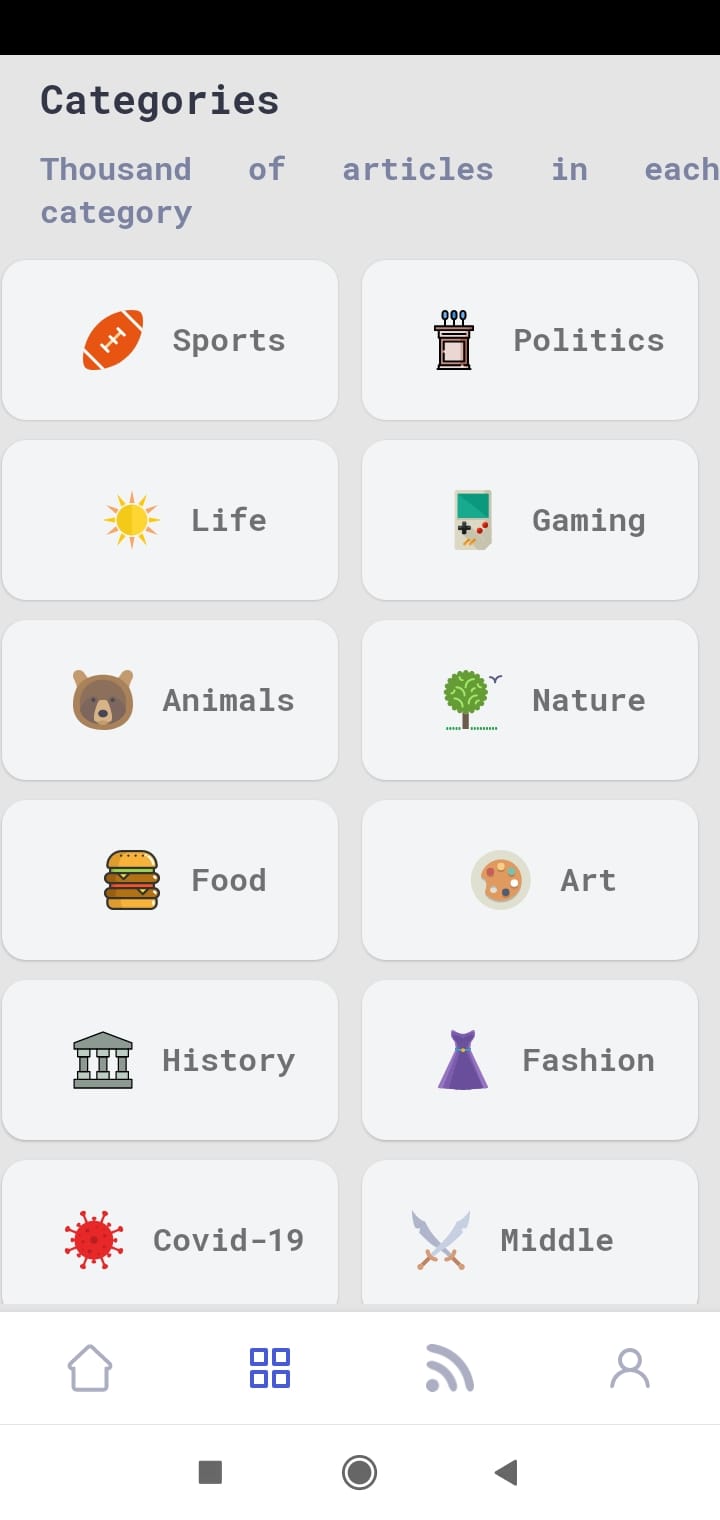 Categories
Thousand of articles in each
category
Sports
Politics
Life
Gaming
Animals
Nature
Food
Art
History
Fashion
Covid-19
Middle